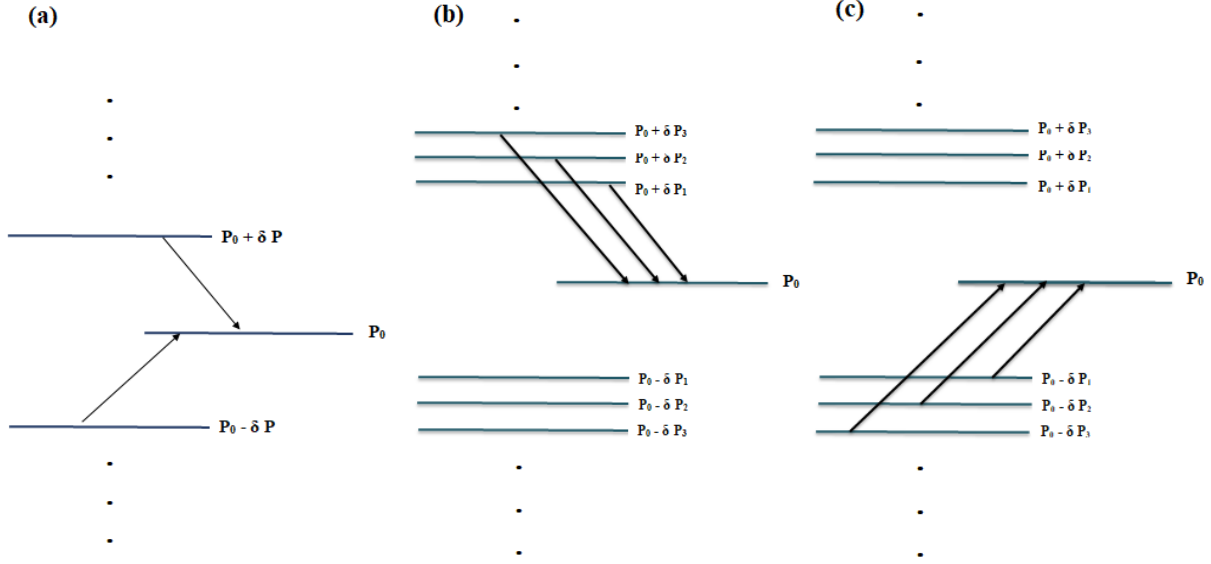 (a)
P₀ + δ P
P₀
P₀ - δ P
(b)
P₀ + δ P₃
P₀ + δ P₂
P₀ + δ P₁
P₀
P₀ - δ P₁
P₀ - δ P₂
P₀ - δ P₃
(c)
P₀ + δ P₃
P₀ + δ P₂
P₀ + δ P₁
P₀
P₀ - δ P₁
P₀ - δ P₂
P₀ - δ P₃